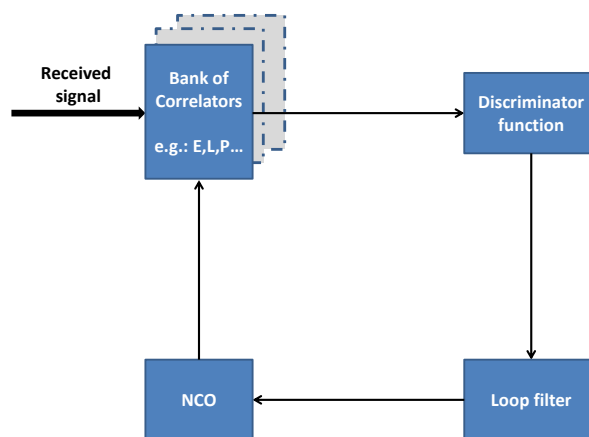 Received
signal
Bank of
Correlators
e.g.: E,L,P...
Discriminator
function
NCO
Loop filter